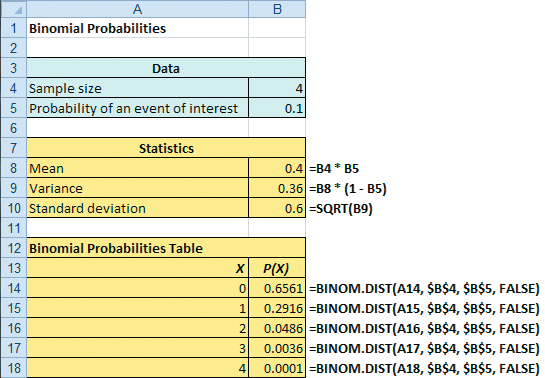 A B
1 Binomial Probabilities
2
3 Data
4 Sample size 4
5 Probability of an event of interest 0.1
6
7 Statistics
8 Mean 0.4 =B4 * B5
9 Variance 0.36 =B8 * (1 - B5)
10 Standard deviation 0.6 =SQRT(B9)
11
12 Binomial Probabilities Table
13 X P(X)
14 0 0.6561 =BINOM.DIST(A14, $B$4, $B$5, FALSE)
15 1 0.2916 =BINOM.DIST(A15, $B$4, $B$5, FALSE)
16 2 0.0486 =BINOM.DIST(A16, $B$4, $B$5, FALSE)
17 3 0.0036 =BINOM.DIST(A17, $B$4, $B$5, FALSE)
18 4 0.0001 =BINOM.DIST(A18, $B$4, $B$5, FALSE)